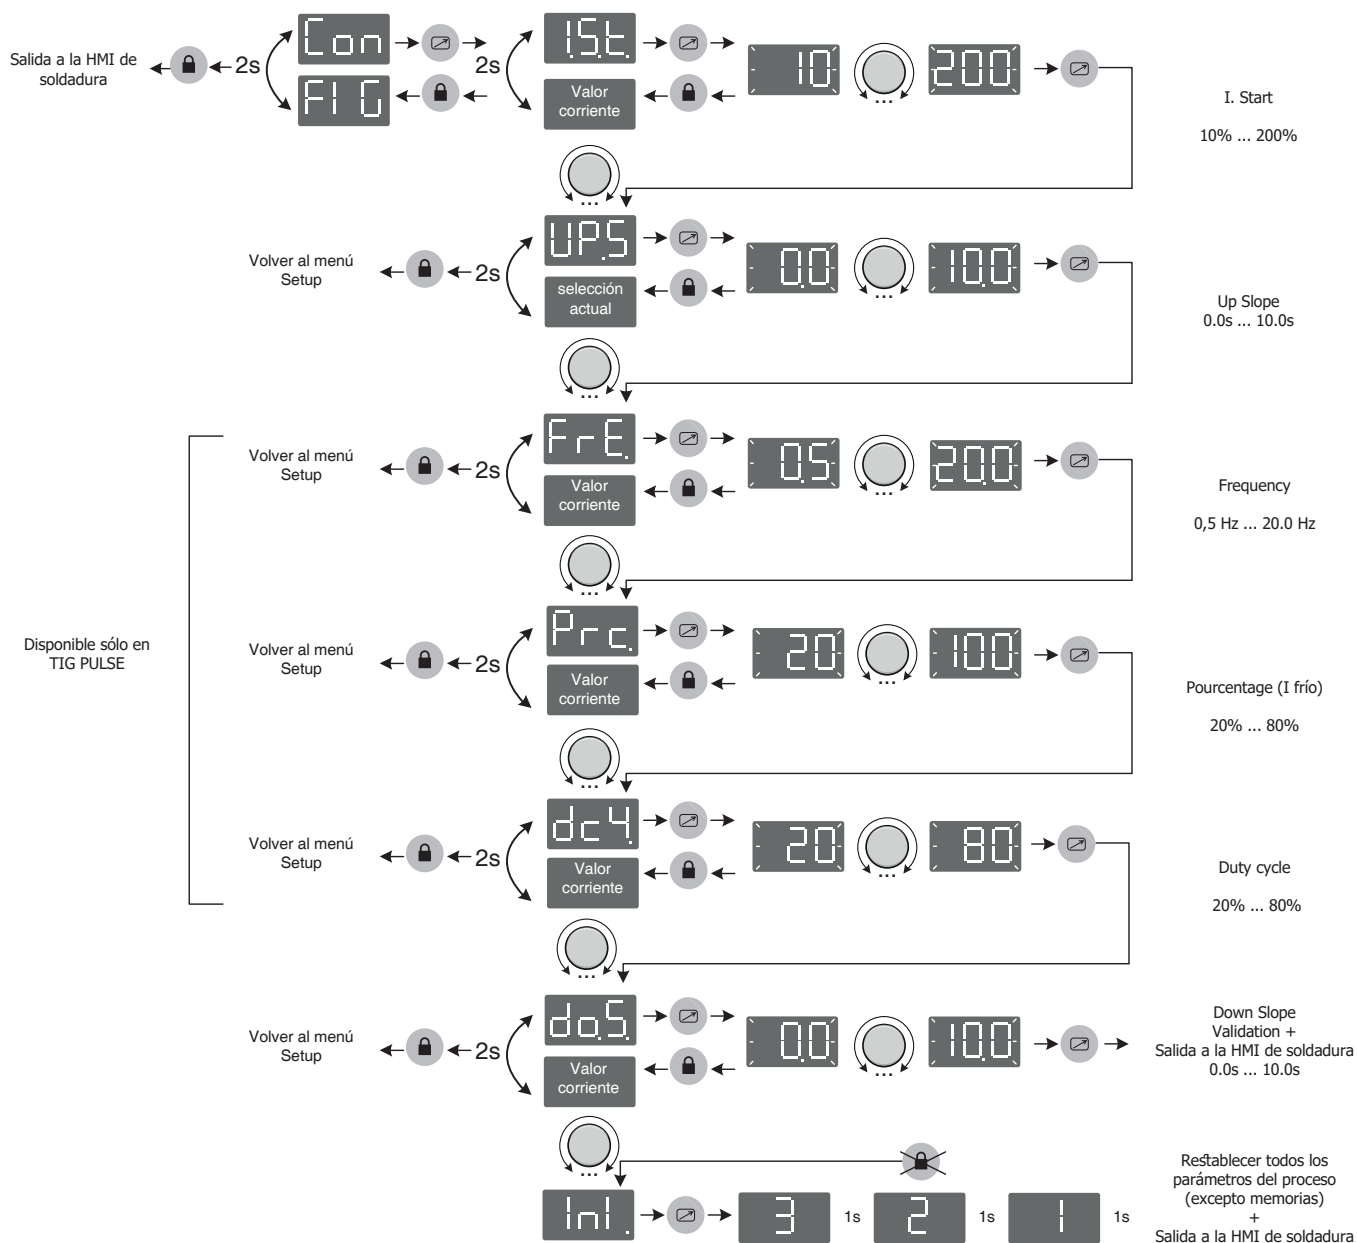 Salida a la HMI de
soldadura
2s
Con
FIG
2s
I.S.t.
Valor
corriente
10
...
200
I. Start
10% ... 200%
...
Volver al menú
Setup
2s
UP.S
selección
actual
0.0
...
10.0
Up Slope
0.0s ... 10.0s
...
Disponible sólo en
TIG PULSE
Volver al menú
Setup
2s
FrE.
Valor
corriente
0.5
...
20.0
Frequency
0,5 Hz ... 20.0 Hz
...
Volver al menú
Setup
2s
Prc.
Valor
corriente
20
...
100
Pourcentage (I frío)
20% ... 80%
...
Volver al menú
Setup
2s
dcy.
Valor
corriente
20
...
80
Duty cycle
20% ... 80%
...
Volver al menú
Setup
2s
do.S.
Valor
corriente
0.0
...
10.0
Down Slope
Validation +
Salida a la HMI de soldadura
0.0s ... 10.0s
...
InI.
3
1s
2
1s
1
1s
Restablecer todos los
parámetros del proceso
(excepto memorias)
+
Salida a la HMI de soldadura